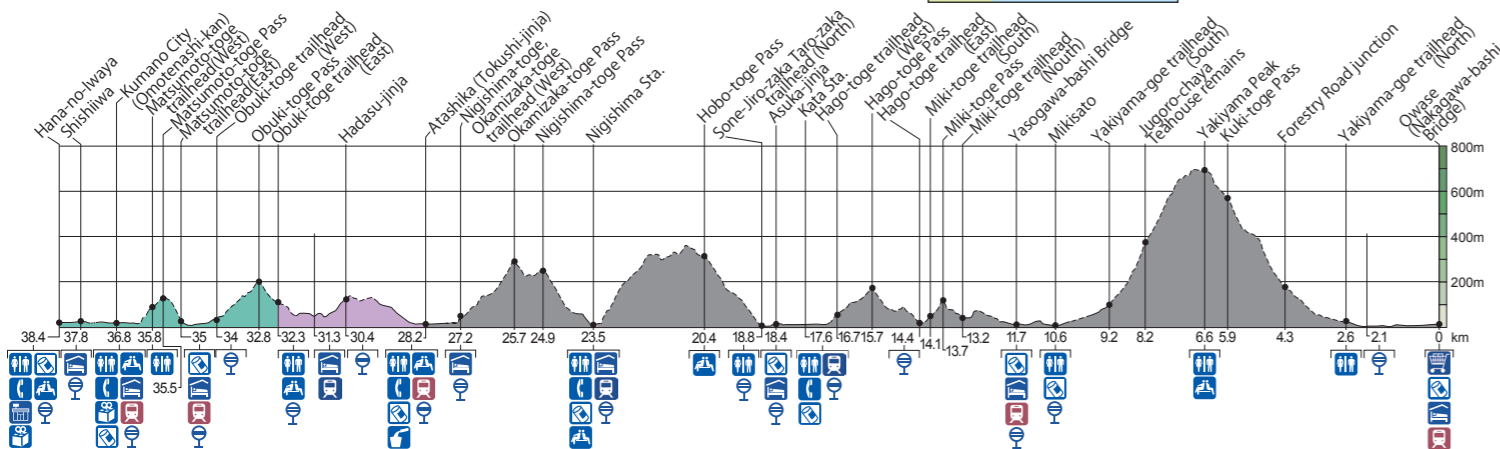 Hana-no-Iwaya
Shishiiwa
Kumano City
(Omotenashi-kan)
Matsumoto-toge
trailhead(West)
Matsumoto-toge Pass
Matsumoto-toge
trailhead(East)
Obuki-toge trailhead
(West)
Obuki-toge Pass
Obuki-toge trailhead
(East)
Hadasu-jinja
Atashika (Tokushi-jinja)
Nigishima-toge,
Okamizaka-toge
trailhead (West)
Okamizaka-toge Pass
Nigishima-toge Pass
Nigishima Sta.
Hobo-toge Pass
Sone-Jiro-zaka Taro-zaka
trailhead (North)
Asuka-jinja
Kata Sta.
Hago-toge trailhead
(West)
Hago-toge Pass
Hago-toge trailhead
(East)
Miki-toge trailhead
(South)
Miki-toge Pass
Miki-toge trailhead
(North)
Yasogawa-bashi Bridge
Mikisato
Yakiyama-goe trailhead
(South)
Jugoro-chaya
Teahouse remains
Yakiyama Peak
Kuki-toge Pass
Forestry Road junction
Yakiyama-goe trailhead
(North)
Owase
(Nakagawa-bashi
Bridge)
800m
600m
400m
200m
38.4 37.8 36.8 35.8 35 34 32.8 32.3 31.3 30.4 28.2 27.2 25.7 24.9 23.5 20.4 18.8 18.4 17.6 16.7 15.7 14.4 13.2 11.7 10.6 9.2 8.2 6.6 5.9 4.3 2.6 2.1 0 km
14.1 13.7
35.5